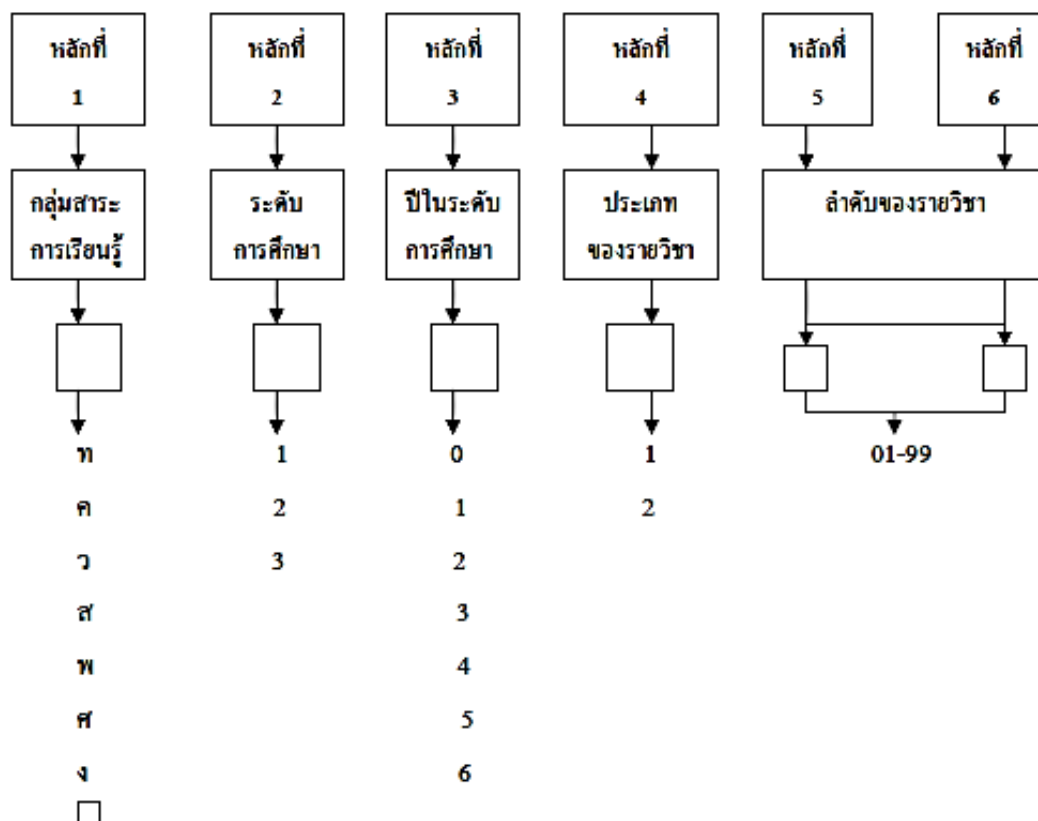 หลักที่ หลักที่ หลักที่ หลักที่ หลักที่ หลักที่
1 2 3 4 5 6
กลุ่มสาระ ระดับ ปีในระดับ ประเภท ลำดับของรายวิชา
การเรียนรู้ การศึกษา การศึกษา ของรายวิชา
ท 1 0 1 01-99
ค 2 1 2
ว 3 2
ส 3
พ 4
ศ 5
ง 6